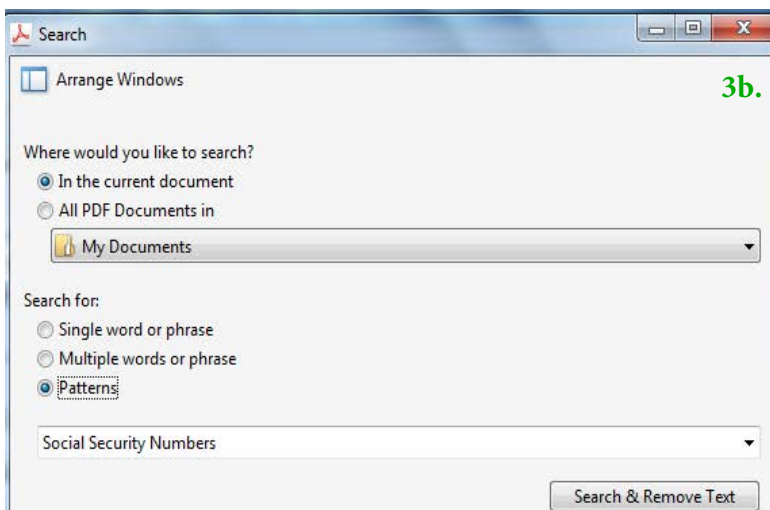 Search
Arrange Windows
3b.
Where would you like to search?
In the current document
All PDF Documents in
My Documents
Search for:
Single word or phrase
Multiple words or phrase
Patterns
Social Security Numbers
Search & Remove Text